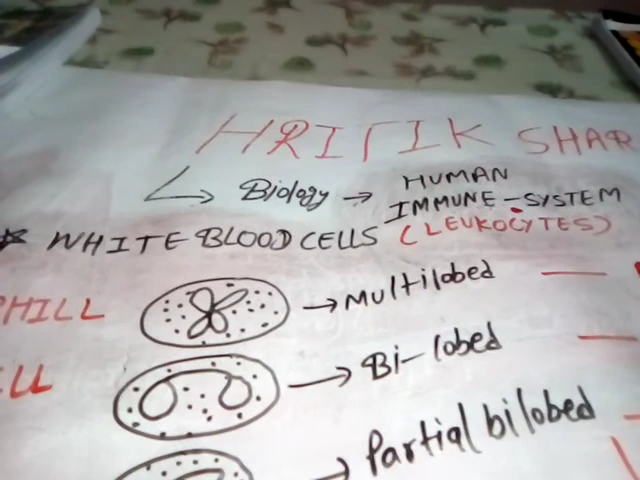 HRITIK SHAR
Biology → HUMAN
IMMUNE-SYSTEM
* WHITE BLOOD CELLS (LEUKOCYTES)
PHILL → Multilobed
LL → Bi-lobed
→ Partial bilobed